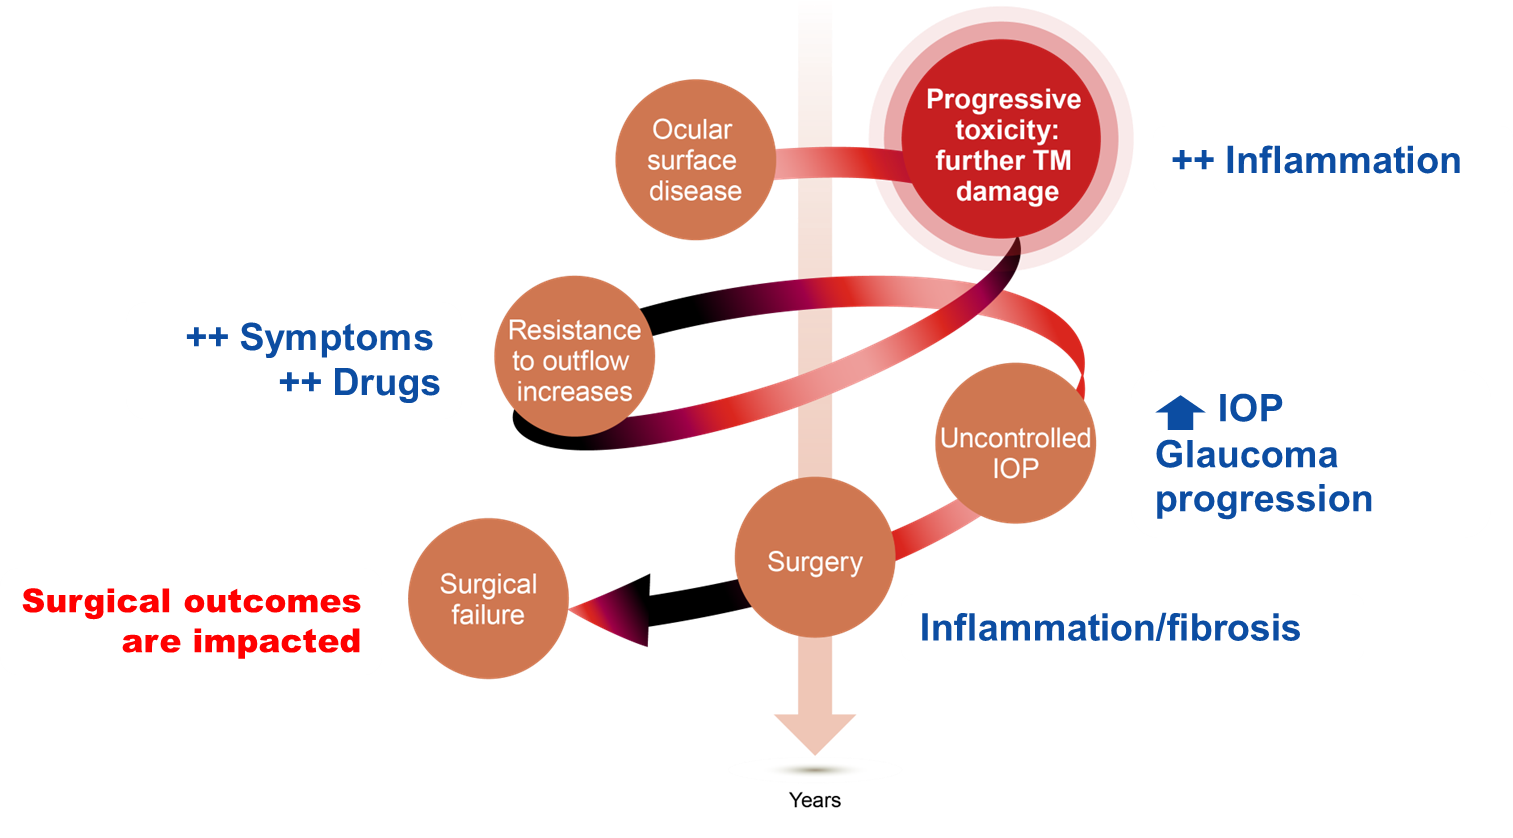 Ocular
surface
disease
Progressive
toxicity:
further TM
damage
++ Inflammation
++ Symptoms
++ Drugs
Resistance
to outflow
increases
Uncontrolled
IOP
IOP
Glaucoma
progression
Surgery
Inflammation/fibrosis
Surgical
failure
Surgical outcomes
are impacted
Years